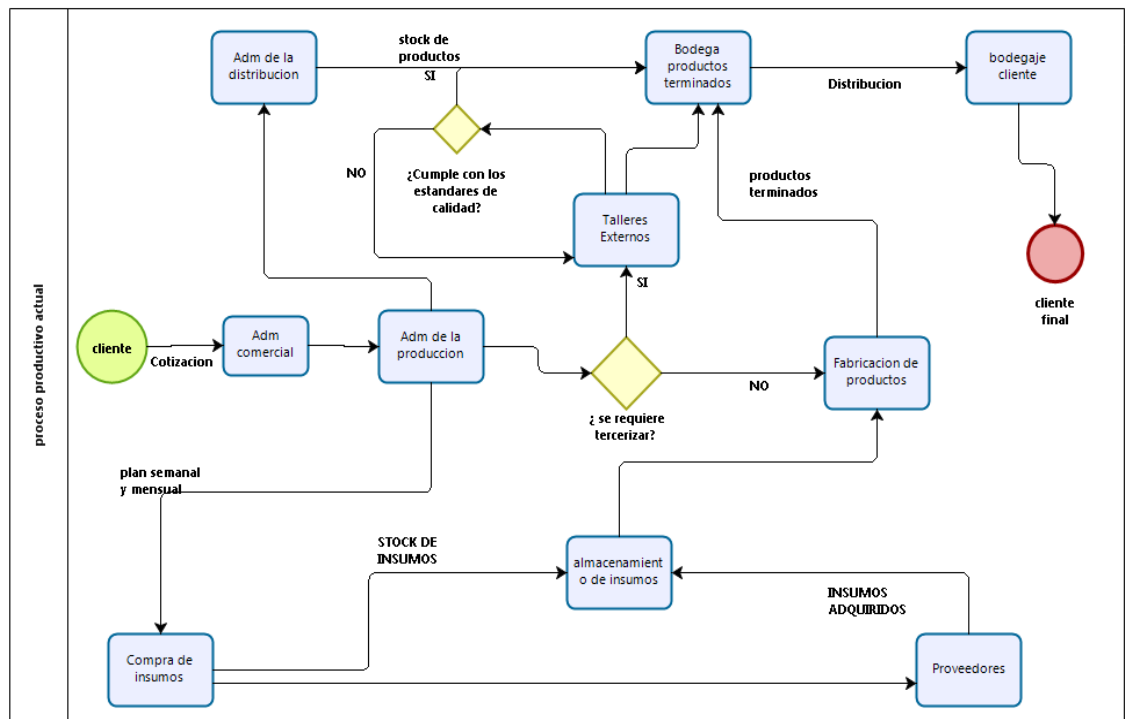 proceso productivo actual
Adm de la
distribucion
stock de
productos
SI
Bodega
productos
terminados
Distribucion
bodegaje
cliente
NO
¿Cumple con los
estandares de
calidad?
productos
terminados
Talleres
Externos
SI
cliente
final
cliente
Cotizacion
Adm
comercial
Adm de la
produccion
¿ se requiere
tercerizar?
NO
Fabricacion de
productos
plan semanal
y mensual
STOCK DE
INSUMOS
almacenamient
o de insumos
INSUMOS
ADQUIRIDOS
Compra de
insumos
Proveedores